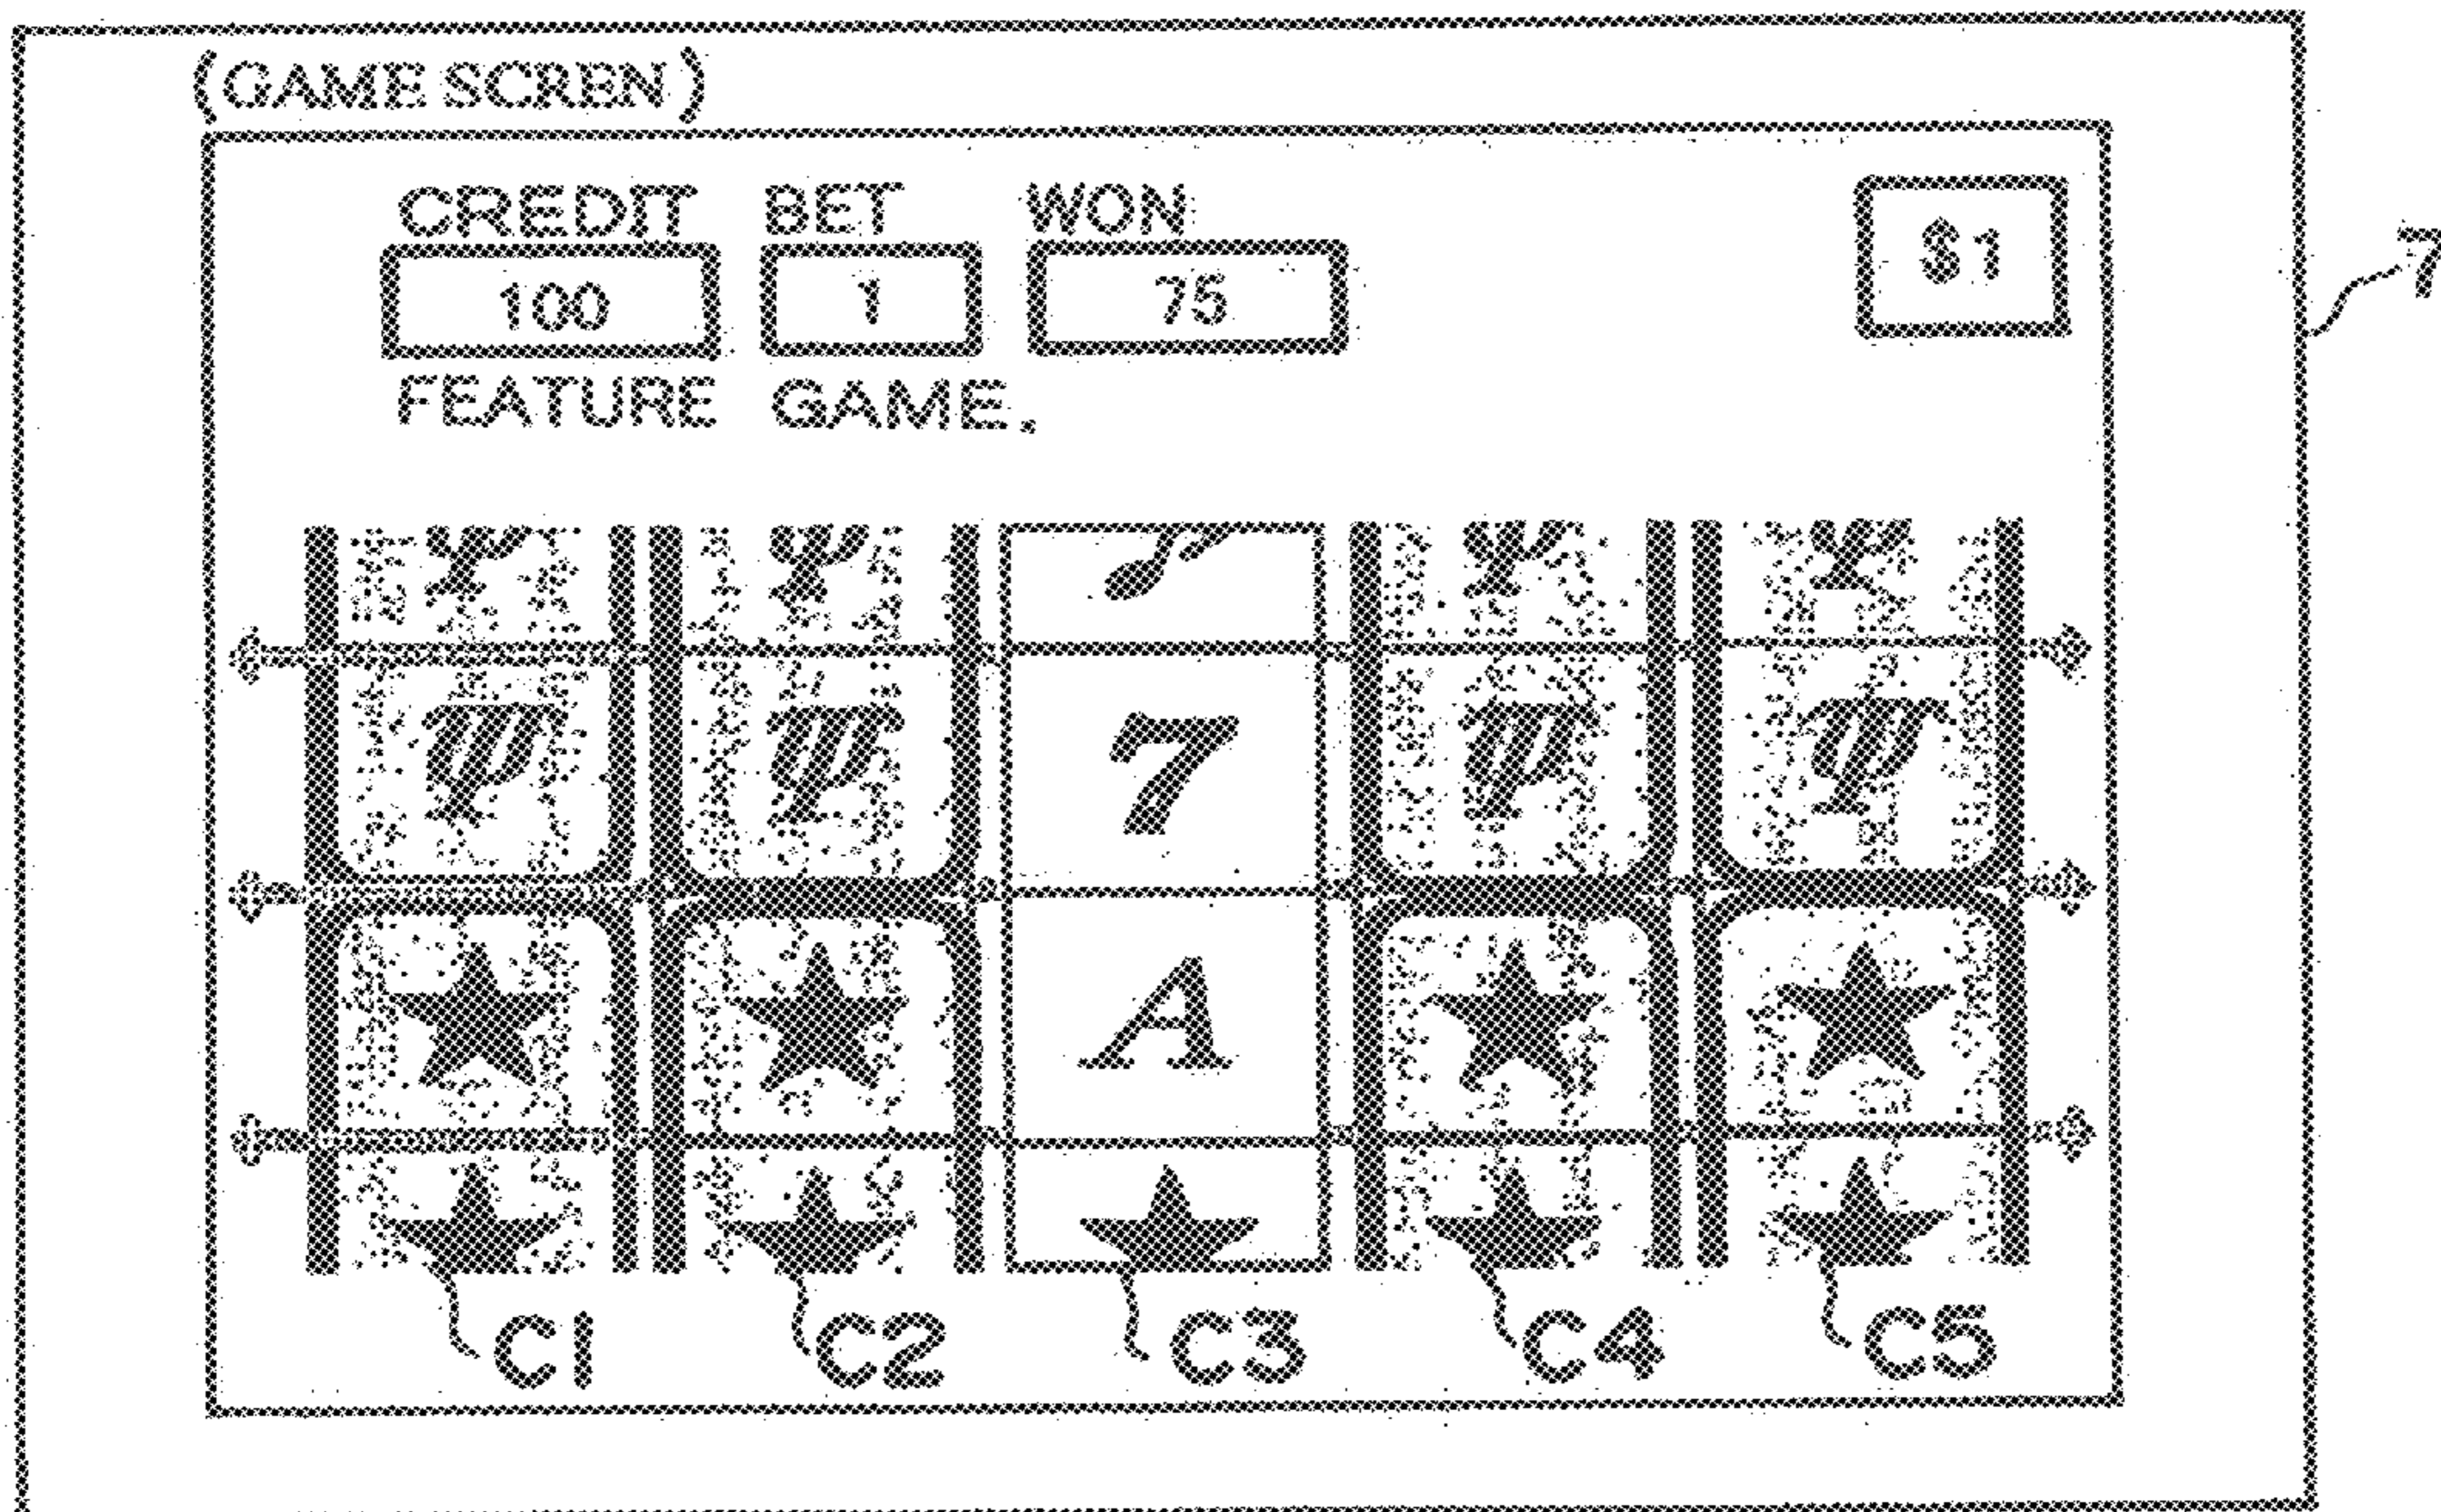 (GAME SCREN)
CREDIT BET WON
$1
100 1 75
7
FEATURE GAME.
7
A
C1 C2 C3 C4 C5